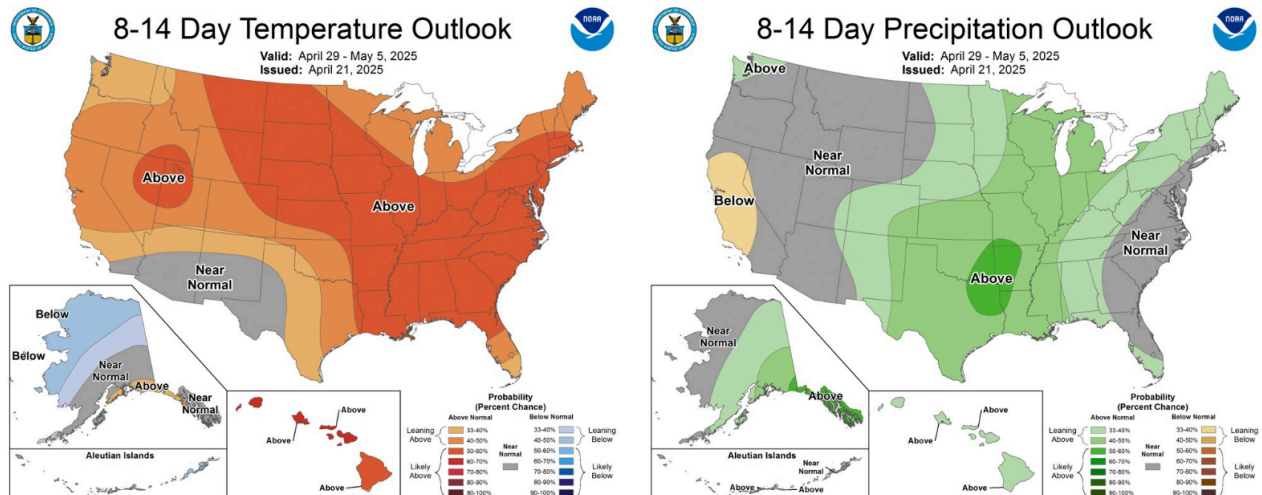 8-14 Day Temperature Outlook
Valid: April 29 - May 5, 2025
Issued: April 21, 2025
NOAA
Above
Above
Near
Normal
Below
Below
Near
Normal
Above
Near
Normal
Aleutian Islands
Above
Above
Above
Above
Probability
(Percent Chance)
Above Normal
Below Normal
Leaning
Above
33-40%
40-50%
Likely
Above
50-60%
60-70%
70-80%
80-90%
90-100%
Near
Normal
33-40%
40-50%
Leaning
Below
50-60%
60-70%
70-80%
80-90%
90-100%
Likely
Below
8-14 Day Precipitation Outlook
Valid: April 29 - May 5, 2025
Issued: April 21, 2025
NOAA
Above
Near
Normal
Below
Above
Near
Normal
Near
Normal
Above
Aleutian Islands
Near
Normal
Above
Above
Above
Above
Above
Above
Probability
(Percent Chance)
Above Normal
Below Normal
Leaning
Above
33-40%
40-50%
Likely
Above
50-60%
60-70%
70-80%
80-90%
90-100%
Near
Normal
33-40%
40-50%
Leaning
Below
50-60%
60-70%
70-80%
80-90%
90-100%
Likely
Below